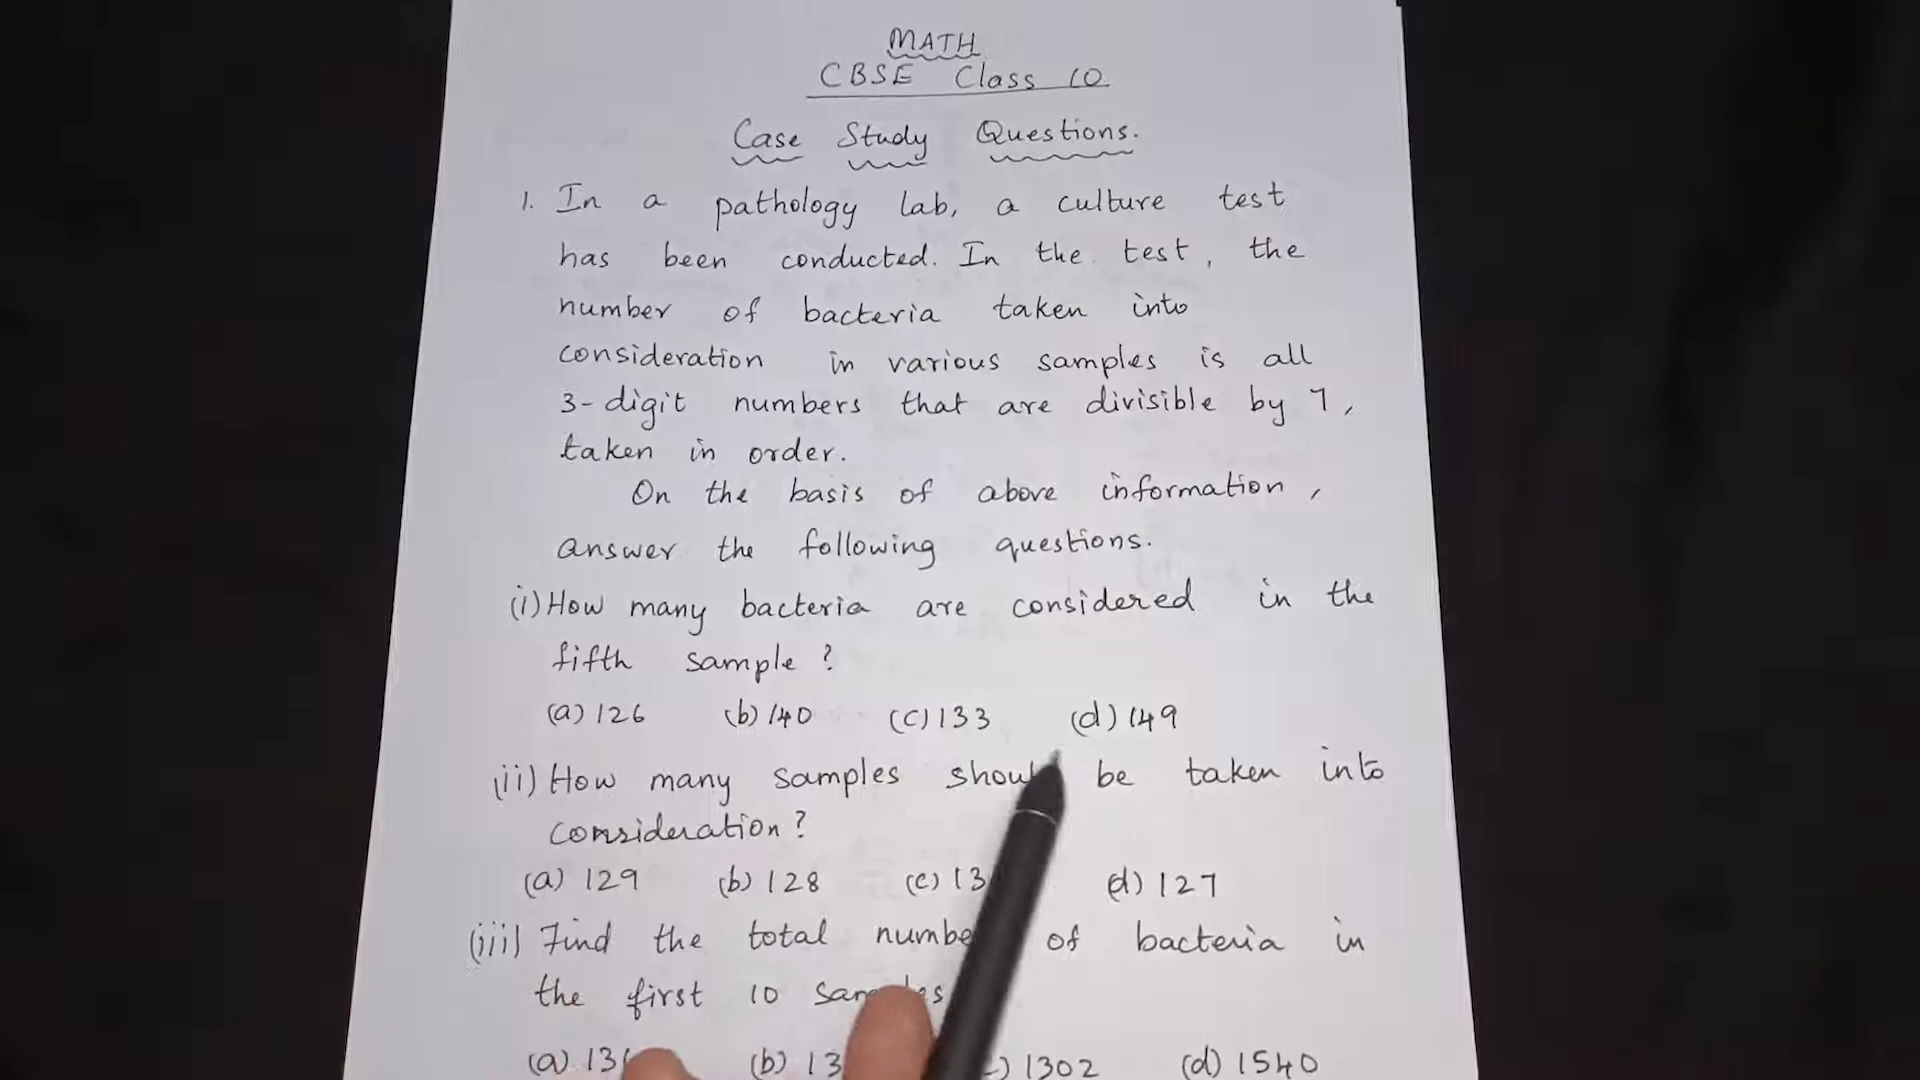 MATH
CBSE Class 10
Case Study Questions.
1. In a pathology lab, a culture test
has been conducted. In the test, the
number of bacteria taken into
consideration in various samples is all
3-digit numbers that are divisible by 7,
taken in order.
On the basis of above information,
answer the following questions.
(i) How many bacteria are considered in the
fifth sample?
(a) 126 (b) 140 (c) 133 (d) 149
(ii) How many samples be taken into
consideration?
(a) 129 (b) 128 (c) (d) 127
(iii) Find the total of bacteria in
the first 10
(a) (b) 1302 (d) 1540